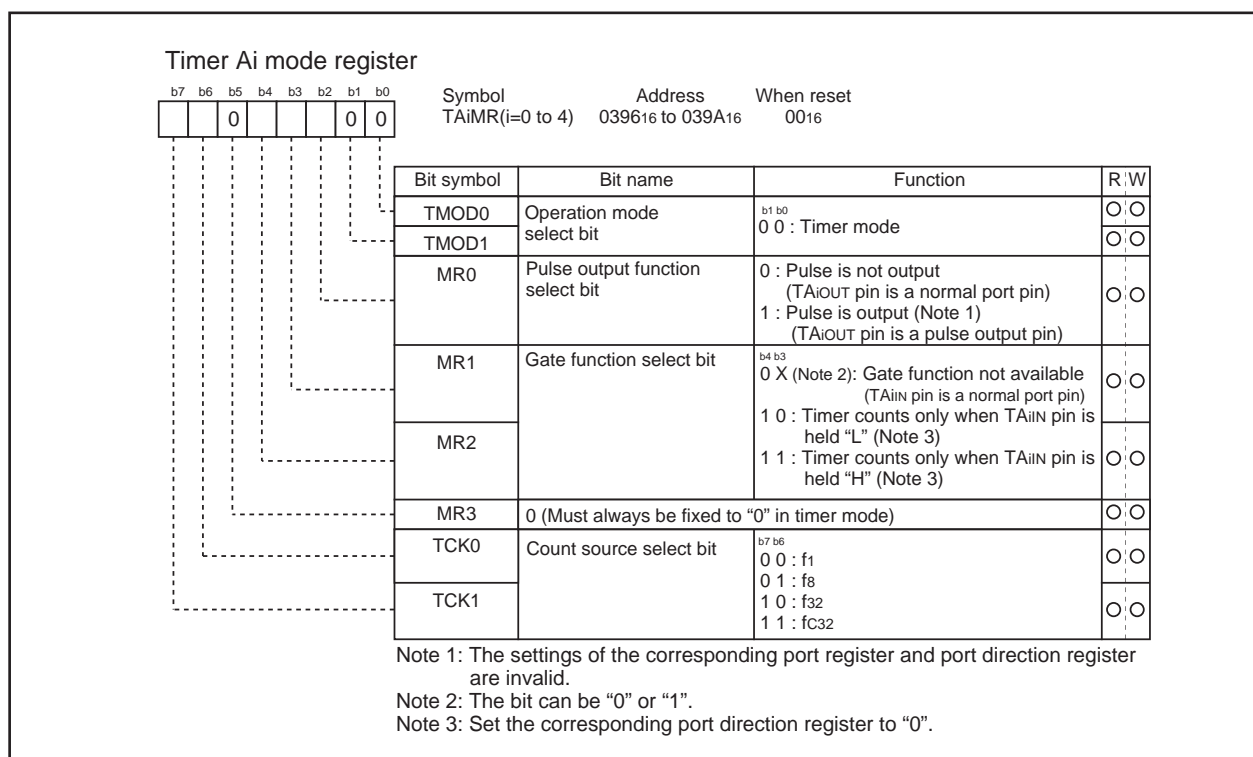 Timer Ai mode register
b7 b6 b5 b4 b3 b2 b1 b0
0 0 0
Symbol Address When reset
TAiMR(i=0 to 4) 039616 to 039A16 0016
Bit symbol Bit name Function R W
TMOD0 Operation mode select bit b1 b0
0 0 : Timer mode
TMOD1
MR0 Pulse output function select bit 0 : Pulse is not output
(TAiOUT pin is a normal port pin)
1 : Pulse is output (Note 1)
(TAiOUT pin is a pulse output pin)
MR1 Gate function select bit b4 b3
0 X (Note 2): Gate function not available
(TAiIN pin is a normal port pin)
1 0 : Timer counts only when TAiIN pin is
held “L” (Note 3)
MR2 1 1 : Timer counts only when TAiIN pin is
held “H” (Note 3)
MR3 0 (Must always be fixed to “0” in timer mode)
TCK0 Count source select bit b7 b6
0 0 : f1
0 1 : f8
TCK1 1 0 : f32
1 1 : fC32
Note 1: The settings of the corresponding port register and port direction register
are invalid.
Note 2: The bit can be “0” or “1”.
Note 3: Set the corresponding port direction register to “0”.